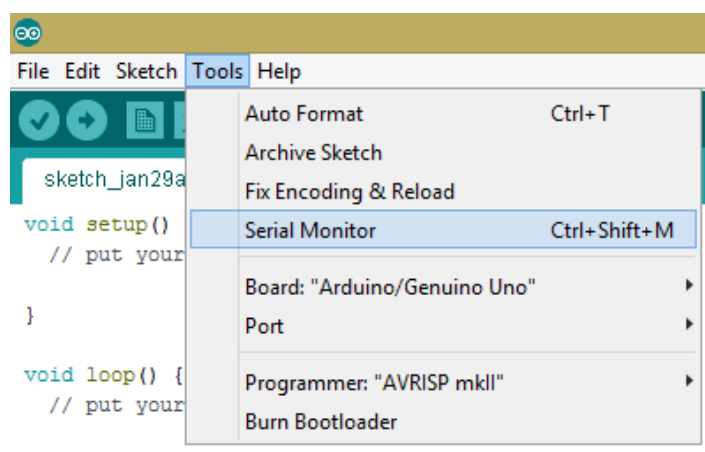 File Edit Sketch Tools Help
Auto Format Ctrl+T
Archive Sketch
sketch_jan29a
Fix Encoding & Reload
void setup()
Serial Monitor Ctrl+Shift+M
// put your
Board: "Arduino/Genuino Uno"
}
Port
void loop() {
Programmer: "AVRISP mkII"
// put your
Burn Bootloader